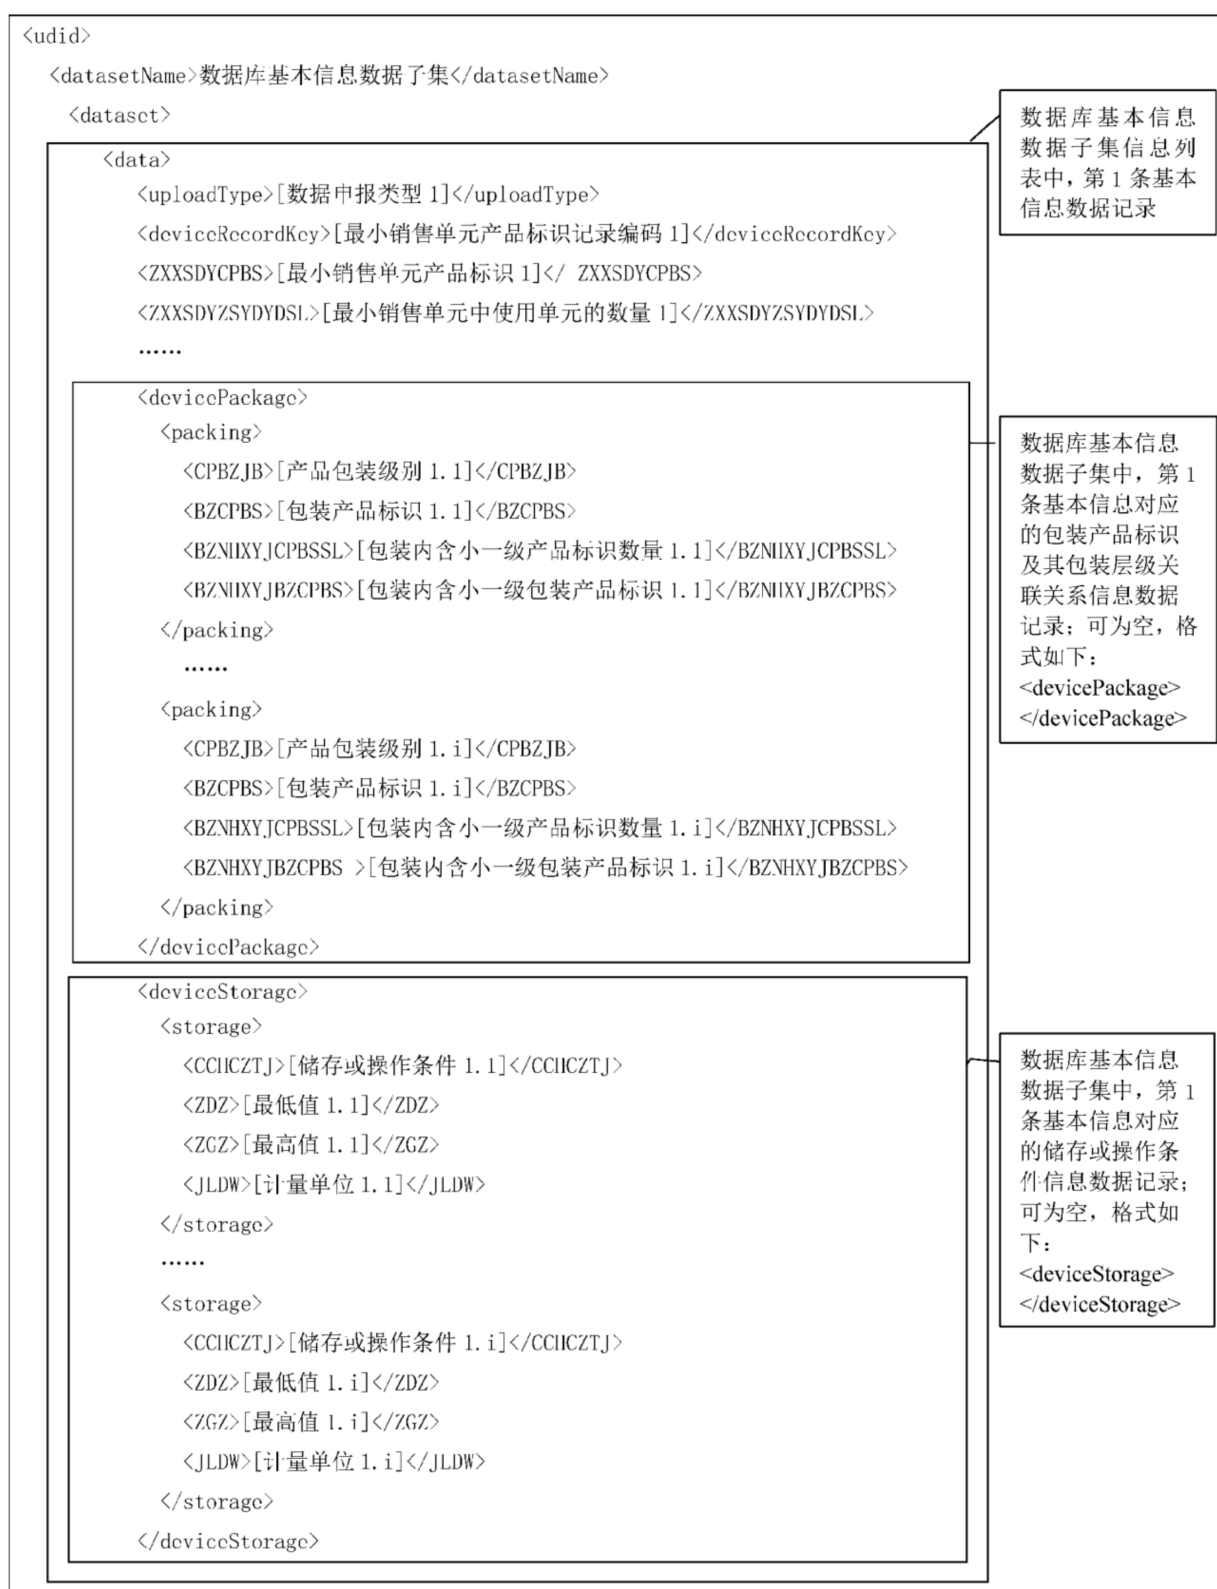 <udid>
<datasetName>数据库基本信息数据子集</datasetName>
<dataset>
<data>
<uploadType>[数据申报类型 1]</uploadType>
<deviceRecordKey>[最小销售单元产品标识记录编码 1]</deviceRecordKey>
<ZXXSDYCPBS>[最小销售单元产品标识 1]</ ZXXSDYCPBS>
<ZXXSDYZSYDYDSL>[最小销售单元中使用单元的数量 1]</ZXXSDYZSYDYDSL>
……
<devicePackage>
<packing>
<CPBZJB>[产品包装级别 1.1]</CPBZJB>
<BZCPBS>[包装产品标识 1.1]</BZCPBS>
<BZNHXYJCPBSSL>[包装内含小一级产品标识数量 1.1]</BZNHXYJCPBSSL>
<BZNHXYJBZCPBS>[包装内含小一级包装产品标识 1.1]</BZNHXYJBZCPBS>
</packing>
……
<packing>
<CPBZJB>[产品包装级别 1.i]</CPBZJB>
<BZCPBS>[包装产品标识 1.i]</BZCPBS>
<BZNHXYJCPBSSL>[包装内含小一级产品标识数量 1.i]</BZNHXYJCPBSSL>
<BZNHXYJBZCPBS >[包装内含小一级包装产品标识 1.i]</BZNHXYJBZCPBS>
</packing>
</devicePackage>
<deviceStorage>
<storage>
<CCHCZTJ>[储存或操作条件 1.1]</CCHCZTJ>
<ZDZ>[最低值 1.1]</ZDZ>
<ZGZ>[最高值 1.1]</ZGZ>
<JLDW>[计量单位 1.1]</JLDW>
</storage>
……
<storage>
<CCHCZTJ>[储存或操作条件 1.i]</CCHCZTJ>
<ZDZ>[最低值 1.i]</ZDZ>
<ZGZ>[最高值 1.i]</ZGZ>
<JLDW>[计量单位 1.i]</JLDW>
</storage>
</deviceStorage>
数据库基本信息
数据子集信息列
表中，第 1 条基本
信息数据记录
数据库基本信息
数据子集中，第 1
条基本信息对应
的包装产品标识
及其包装层级关
联关系信息数据
记录；可为空，格
式如下：
<devicePackage>
</devicePackage>
数据库基本信息
数据子集中，第 1
条基本信息对应
的储存或操作条
件信息数据记录；
可为空，格式如
下：
<deviceStorage>
</deviceStorage>